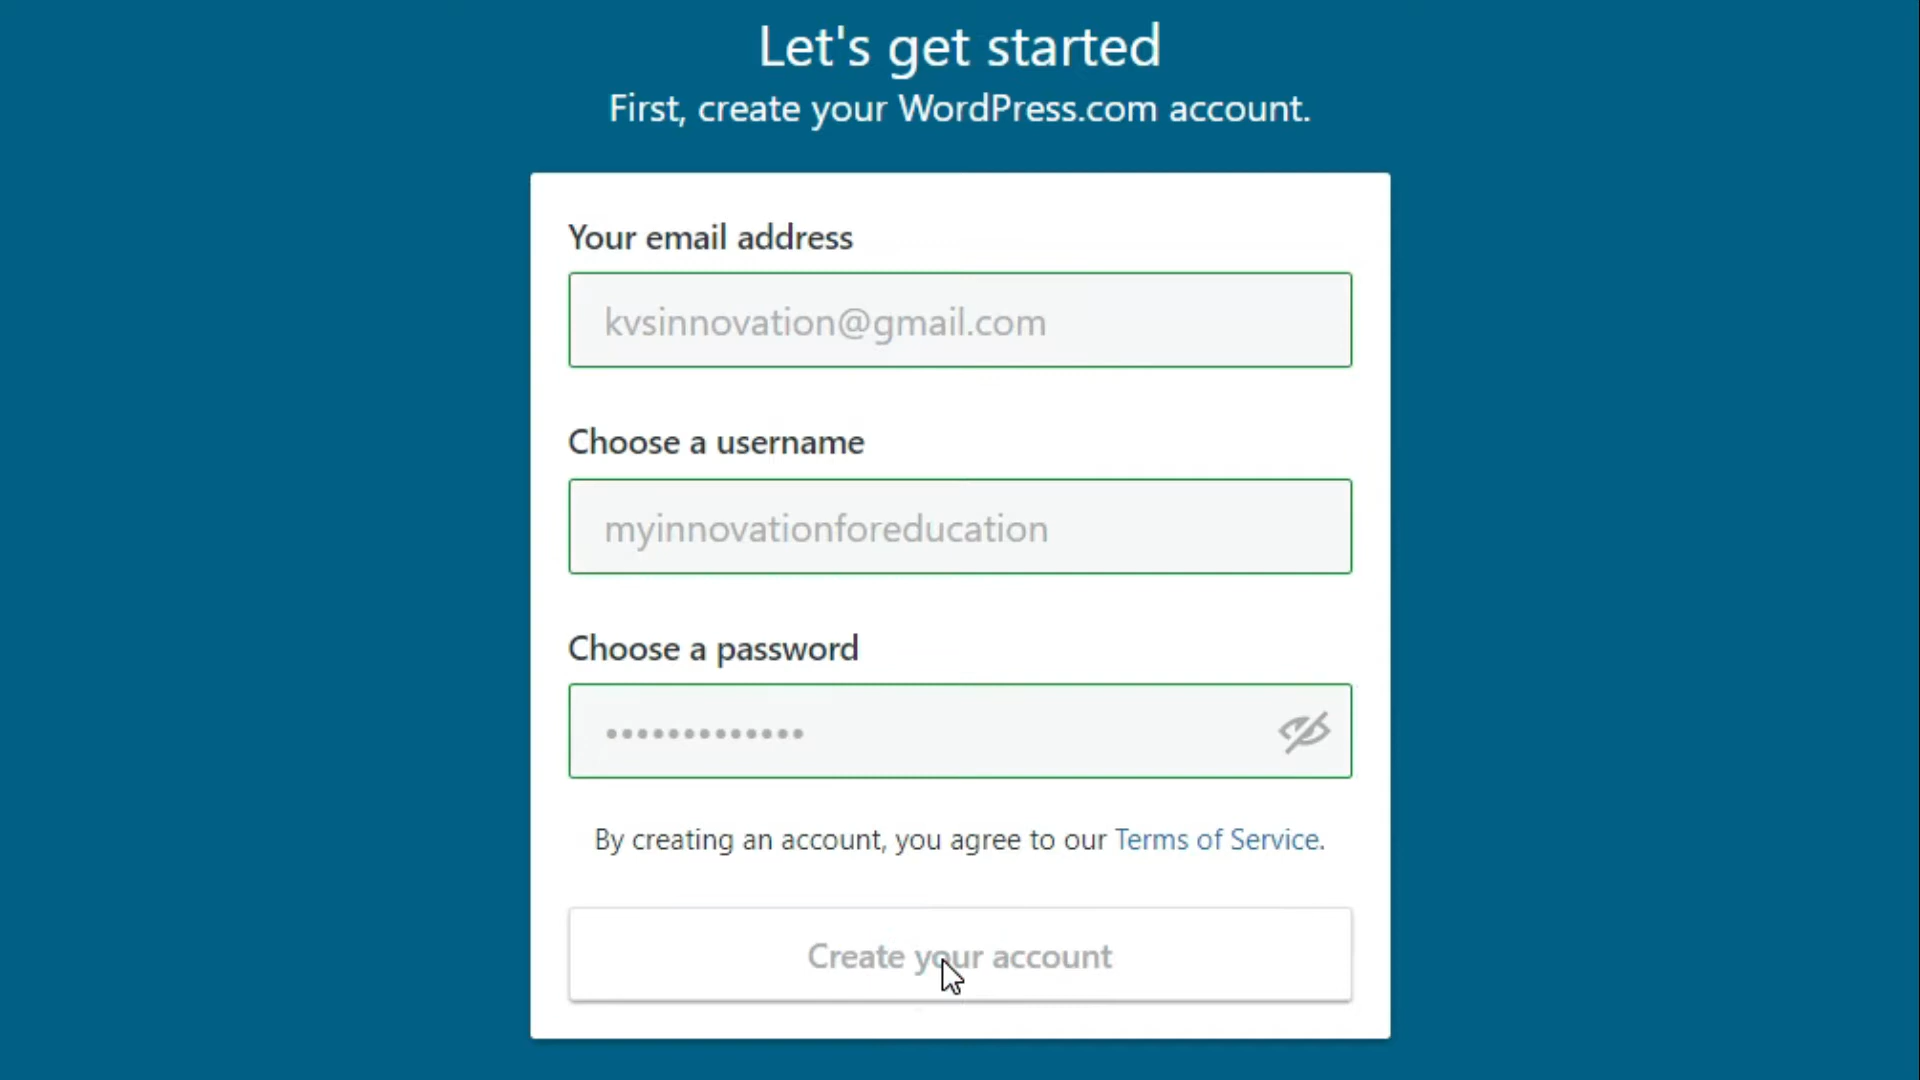 Let's get started
First, create your WordPress.com account.
Your email address
kvsinnovation@gmail.com
Choose a username
myinnovationforeducation
Choose a password
•••••••••••••
By creating an account, you agree to our Terms of Service.
Create your account